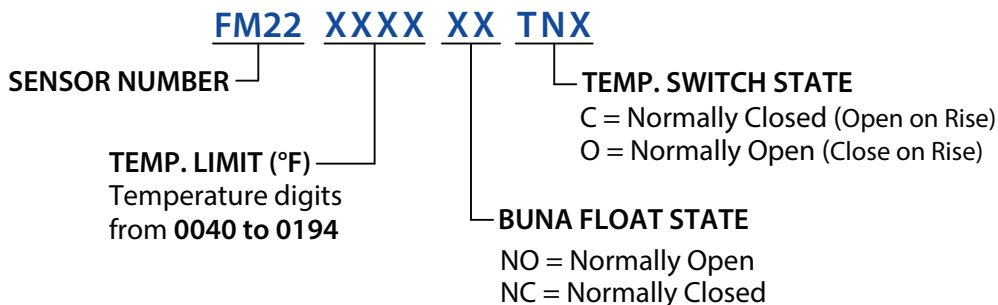 FM22 XXXX XX TNX
SENSOR NUMBER
TEMP. SWITCH STATE
C = Normally Closed (Open on Rise)
O = Normally Open (Close on Rise)
TEMP. LIMIT (°F)
Temperature digits
from 0040 to 0194
BUNA FLOAT STATE
NO = Normally Open
NC = Normally Closed